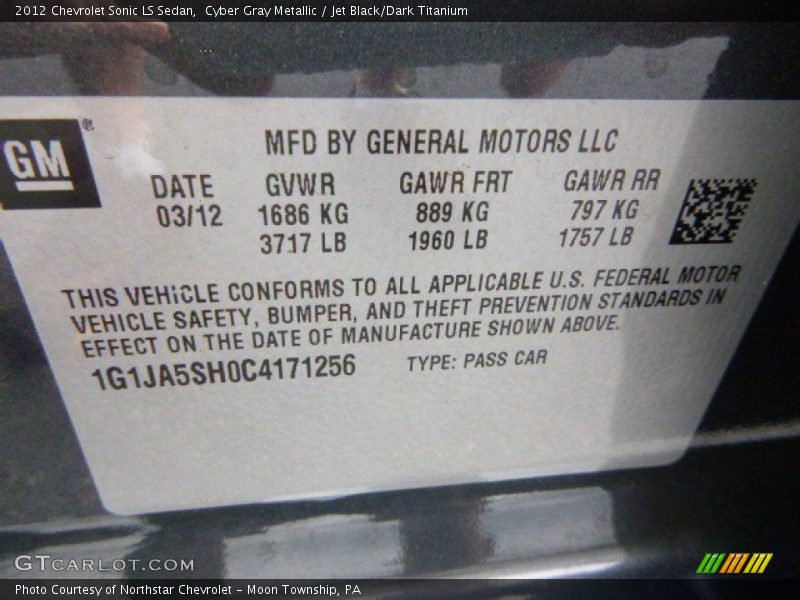 2012 Chevrolet Sonic LS Sedan,  Cyber Gray Metallic / Jet Black/Dark Titanium
GM®
MFD BY GENERAL MOTORS LLC
DATE GVWR GAWR FRT GAWR RR
03/12 1686 KG 889 KG 797 KG
3717 LB 1960 LB 1757 LB
THIS VEHICLE CONFORMS TO ALL APPLICABLE U.S. FEDERAL MOTOR
VEHICLE SAFETY, BUMPER, AND THEFT PREVENTION STANDARDS IN
EFFECT ON THE DATE OF MANUFACTURE SHOWN ABOVE.
1G1JA5SH0C4171256 TYPE: PASS CAR
GTCARLOT.COM
Photo Courtesy of Northstar Chevrolet - Moon Township, PA